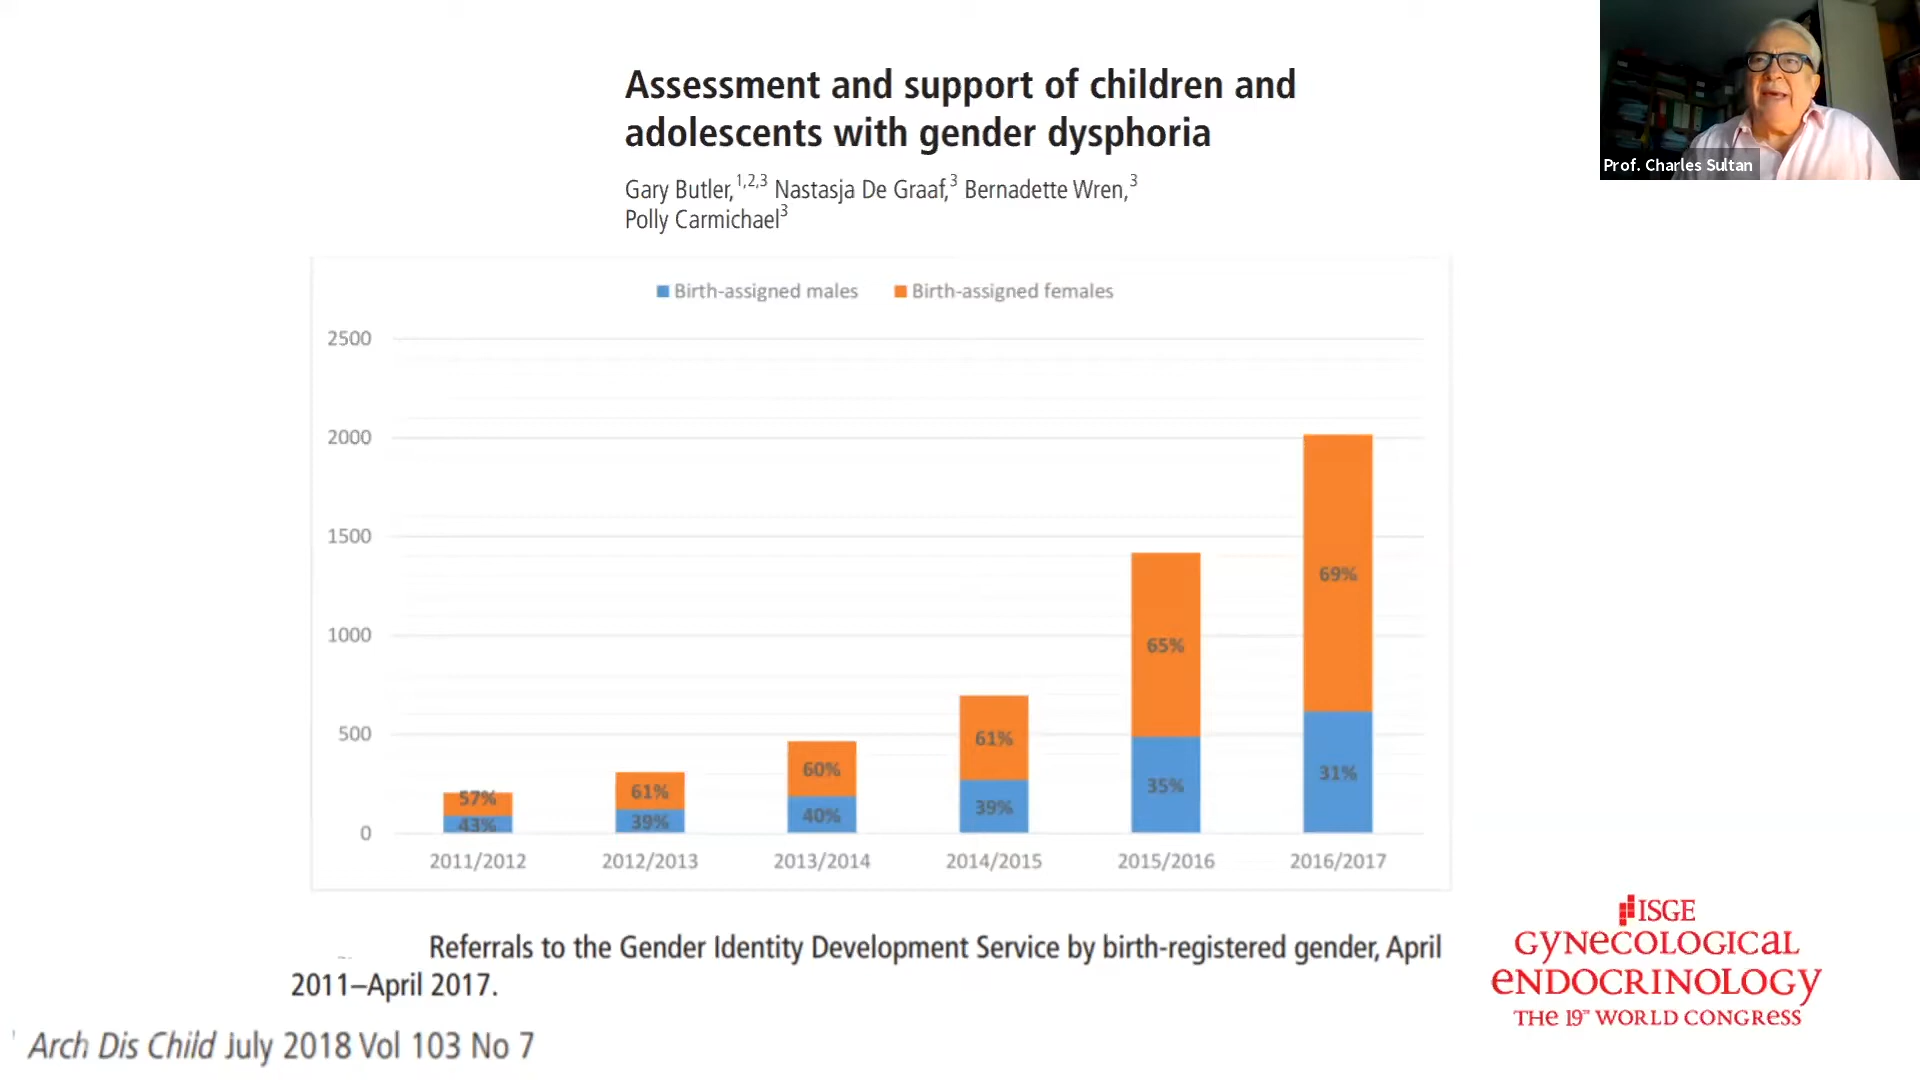 Assessment and support of children and
adolescents with gender dysphoria
Gary Butler,1,2,3 Nastasja De Graaf,3 Bernadette Wren,3
Polly Carmichael3
Prof. Charles Sultan
Birth-assigned males Birth-assigned females
2500
2000
1500
1000
500
0
57%
43%
61%
39%
60%
40%
61%
39%
65%
35%
69%
31%
2011/2012 2012/2013 2013/2014 2014/2015 2015/2016 2016/2017
Referrals to the Gender Identity Development Service by birth-registered gender, April
2011–April 2017.
Arch Dis Child July 2018 Vol 103 No 7
ISGE
GYNeCOLOGICaL
eNDOCRINOLOGY
THe 19TH WORLD CONGRESS